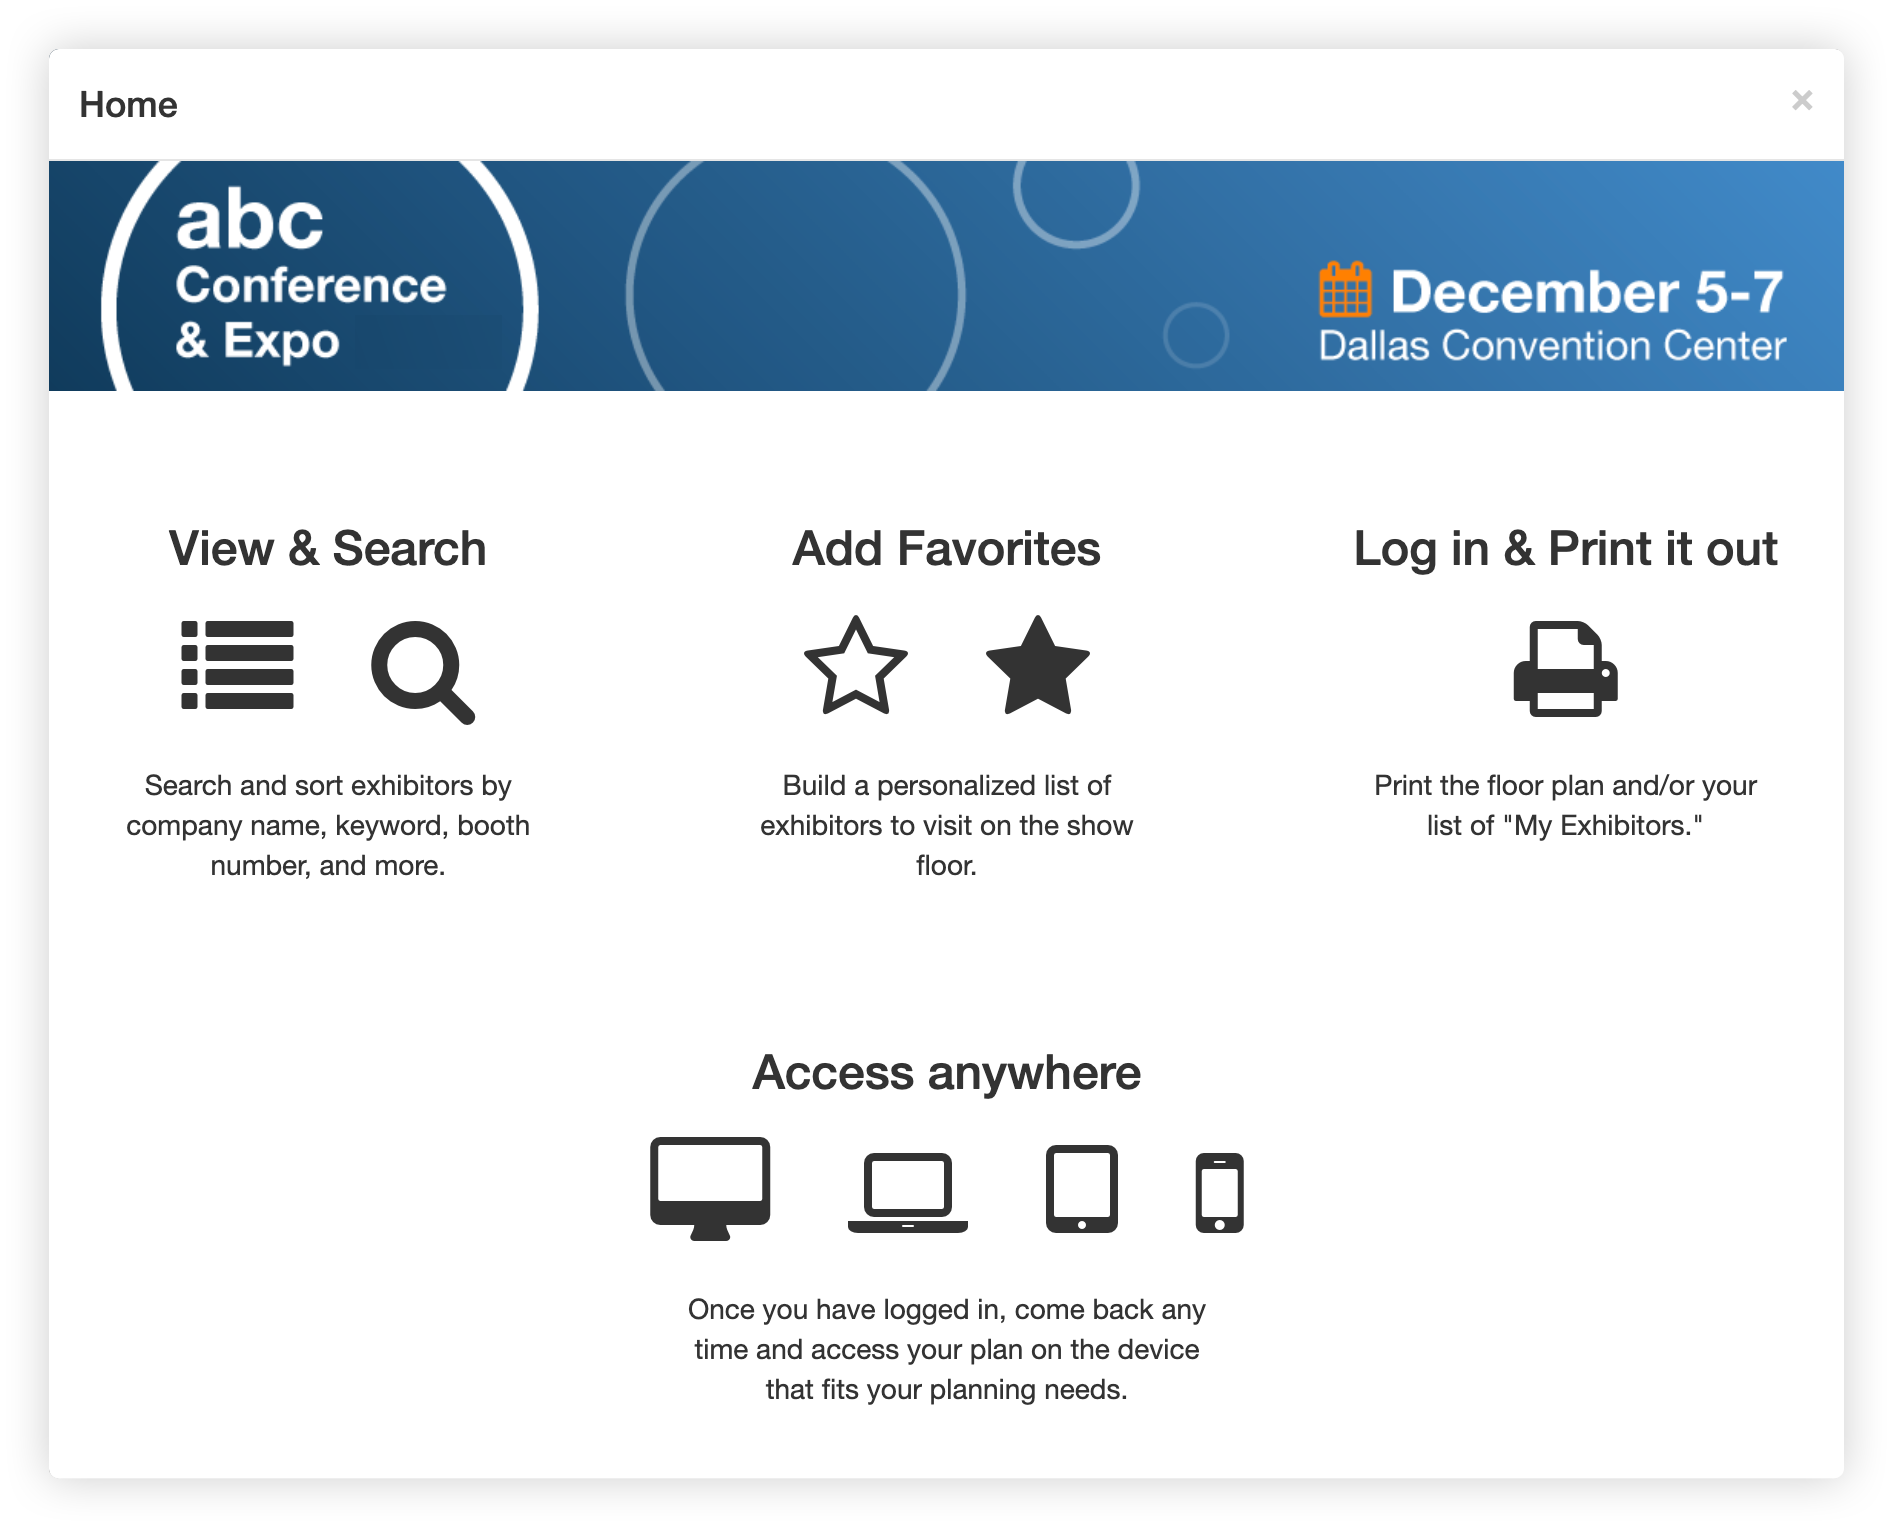 Home
×
abc
Conference
& Expo
December 5-7
Dallas Convention Center
View & Search
Search and sort exhibitors by
company name, keyword, booth
number, and more.
Add Favorites
Build a personalized list of
exhibitors to visit on the show
floor.
Log in & Print it out
Print the floor plan and/or your
list of "My Exhibitors."
Access anywhere
Once you have logged in, come back any
time and access your plan on the device
that fits your planning needs.